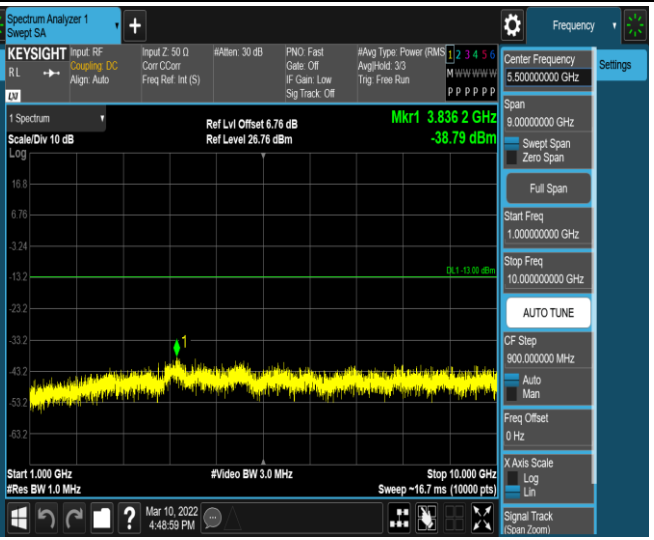 Spectrum Analyzer 1
Swept SA
Frequency
KEYSIGHT
RL
LXI
Input: RF
Coupling: DC
Align: Auto
Input Z: 50 Ω
Corr CCorr
Freq Ref: Int (S)
#Atten: 30 dB
PNO: Fast
Gate: Off
IF Gain: Low
Sig Track: Off
#Avg Type: Power (RMS
Avg|Hold: 3/3
Trig: Free Run
1 2 3 4 5 6
M W W W W W
P P P P P P
1 Spectrum
Scale/Div 10 dB
Log
Ref Lvl Offset 6.76 dB
Ref Level 26.76 dBm
Mkr1 3.836 2 GHz
-38.79 dBm
16.8
6.76
-3.24
-13.2
-23.2
-33.2
-43.2
-53.2
-63.2
DL1 -13.00 dBm
1
Start 1.000 GHz
#Res BW 1.0 MHz
#Video BW 3.0 MHz
Stop 10.000 GHz
Sweep ~16.7 ms (10000 pts)
Mar 10, 2022
4:48:59 PM
Center Frequency
5.500000000 GHz
Settings
Span
9.00000000 GHz
Swept Span
Zero Span
Full Span
Start Freq
1.000000000 GHz
Stop Freq
10.000000000 GHz
AUTO TUNE
CF Step
900.000000 MHz
Auto
Man
Freq Offset
0 Hz
X Axis Scale
Log
Lin
Signal Track
(Span Zoom)